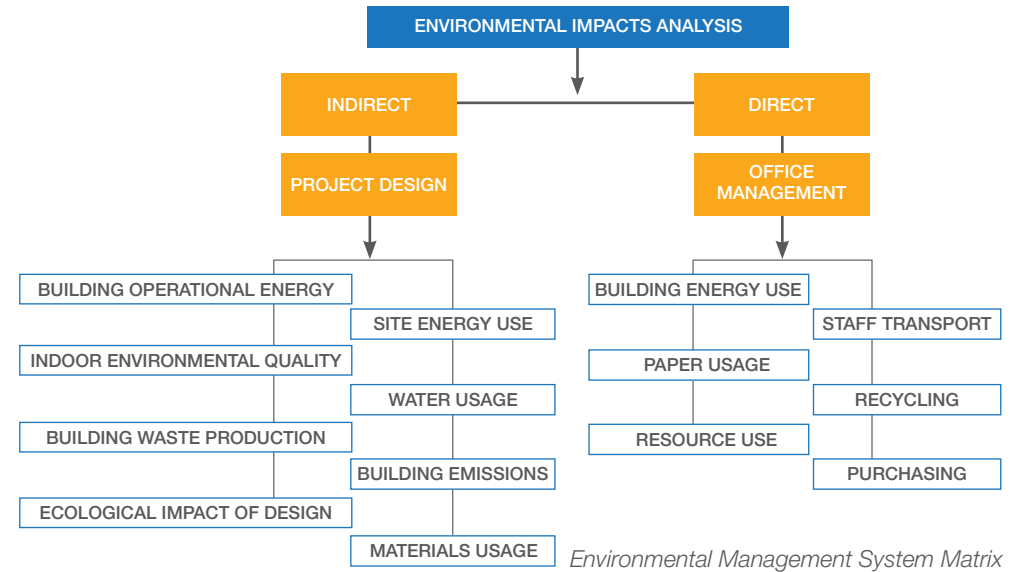 ENVIRONMENTAL IMPACTS ANALYSIS
INDIRECT
DIRECT
PROJECT DESIGN
OFFICE
MANAGEMENT
BUILDING OPERATIONAL ENERGY
SITE ENERGY USE
INDOOR ENVIRONMENTAL QUALITY
WATER USAGE
BUILDING WASTE PRODUCTION
BUILDING EMISSIONS
ECOLOGICAL IMPACT OF DESIGN
MATERIALS USAGE
BUILDING ENERGY USE
STAFF TRANSPORT
PAPER USAGE
RECYCLING
RESOURCE USE
PURCHASING
Environmental Management System Matrix